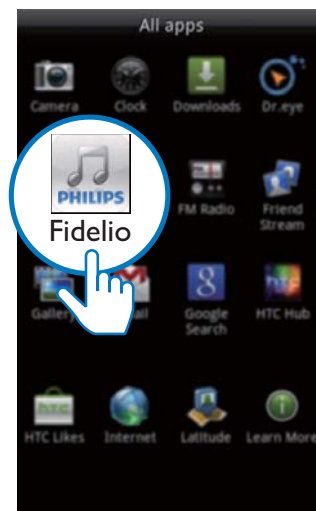 All apps
Camera Clock Downloads Dr.eye
PHILIPS
Fidelio
FM Radio Friend Stream
Gallery Google Search HTC Hub
hTC
HTC Likes Internet Latitude Learn More